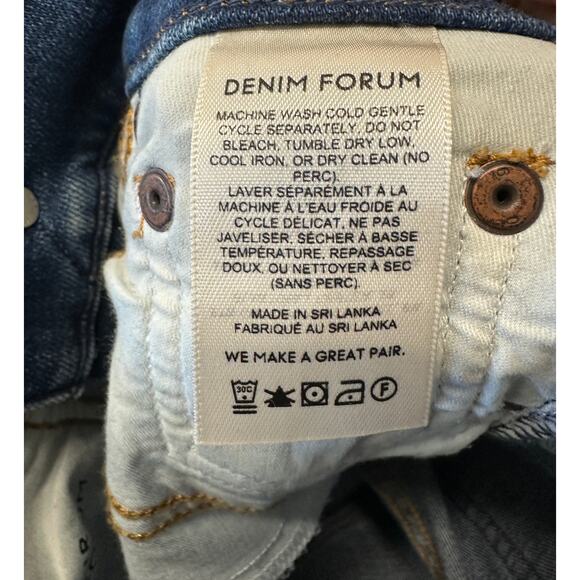 DENIM FORUM
MACHINE WASH COLD GENTLE
CYCLE SEPARATELY, DO NOT
BLEACH, TUMBLE DRY LOW,
COOL IRON, OR DRY CLEAN (NO
PERC).
LAVER SÉPARÉMENT À LA
MACHINE À L'EAU FROIDE AU
CYCLE DÉLICAT, NE PAS
JAVELISER, SÉCHER À BASSE
TEMPÉRATURE, REPASSAGE
DOUX, OU NETTOYER À SEC
(SANS PERC).
MADE IN SRI LANKA
FABRIQUÉ AU SRI LANKA
WE MAKE A GREAT PAIR.
30C
F